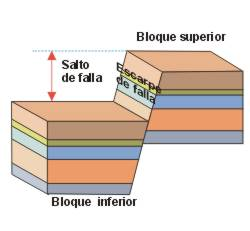 Bloque superior
Salto
de falla
Escarpe
de falla
Bloque inferior